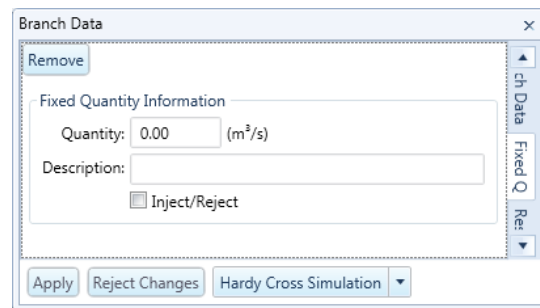 Branch Data
Remove
Fixed Quantity Information
Quantity: 0.00 (m³/s)
Description:
Inject/Reject
ch Data
Fixed Q
Re
Apply Reject Changes Hardy Cross Simulation